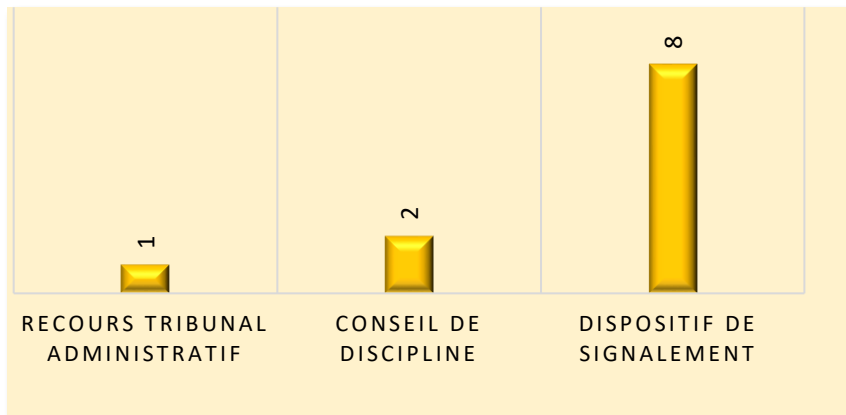 1
2
8
RECOURS TRIBUNAL
ADMINISTRATIF
CONSEIL DE
DISCIPLINE
DISPOSITIF DE
SIGNALEMENT